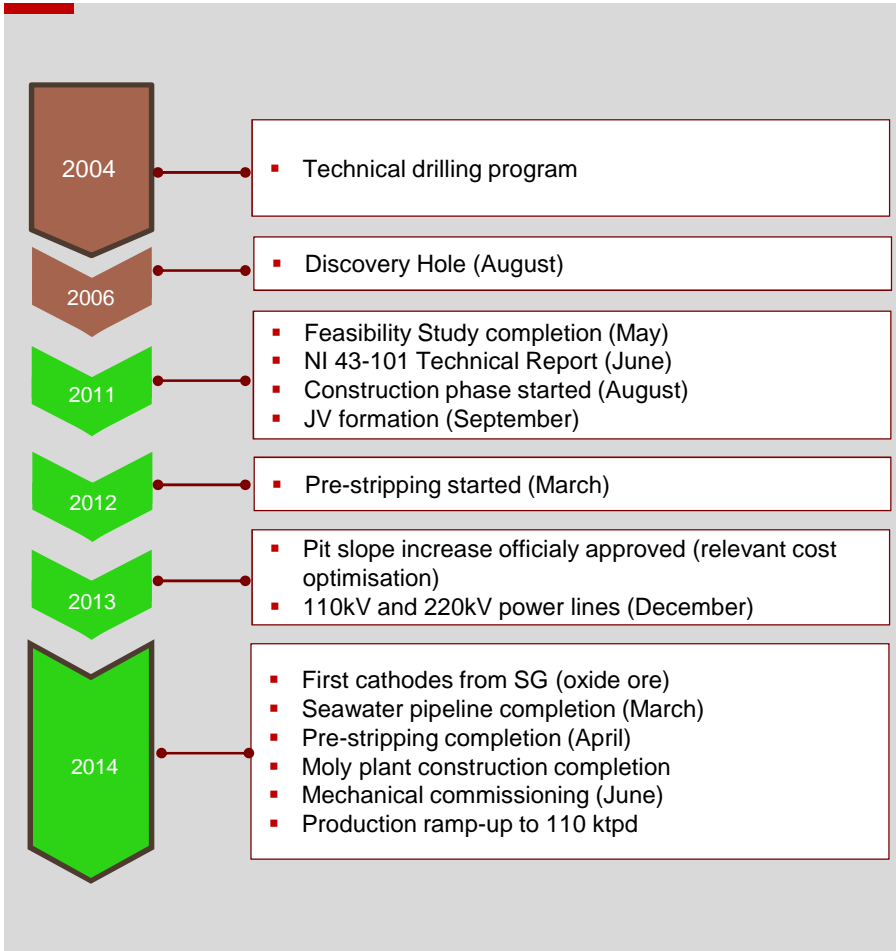 2004
▪ Technical drilling program
2006
▪ Discovery Hole (August)
2011
▪ Feasibility Study completion (May)
▪ NI 43-101 Technical Report (June)
▪ Construction phase started (August)
▪ JV formation (September)
2012
▪ Pre-stripping started (March)
2013
▪ Pit slope increase officialy approved (relevant cost
optimisation)
▪ 110kV and 220kV power lines (December)
2014
▪ First cathodes from SG (oxide ore)
▪ Seawater pipeline completion (March)
▪ Pre-stripping completion (April)
▪ Moly plant construction completion
▪ Mechanical commissioning (June)
▪ Production ramp-up to 110 ktpd